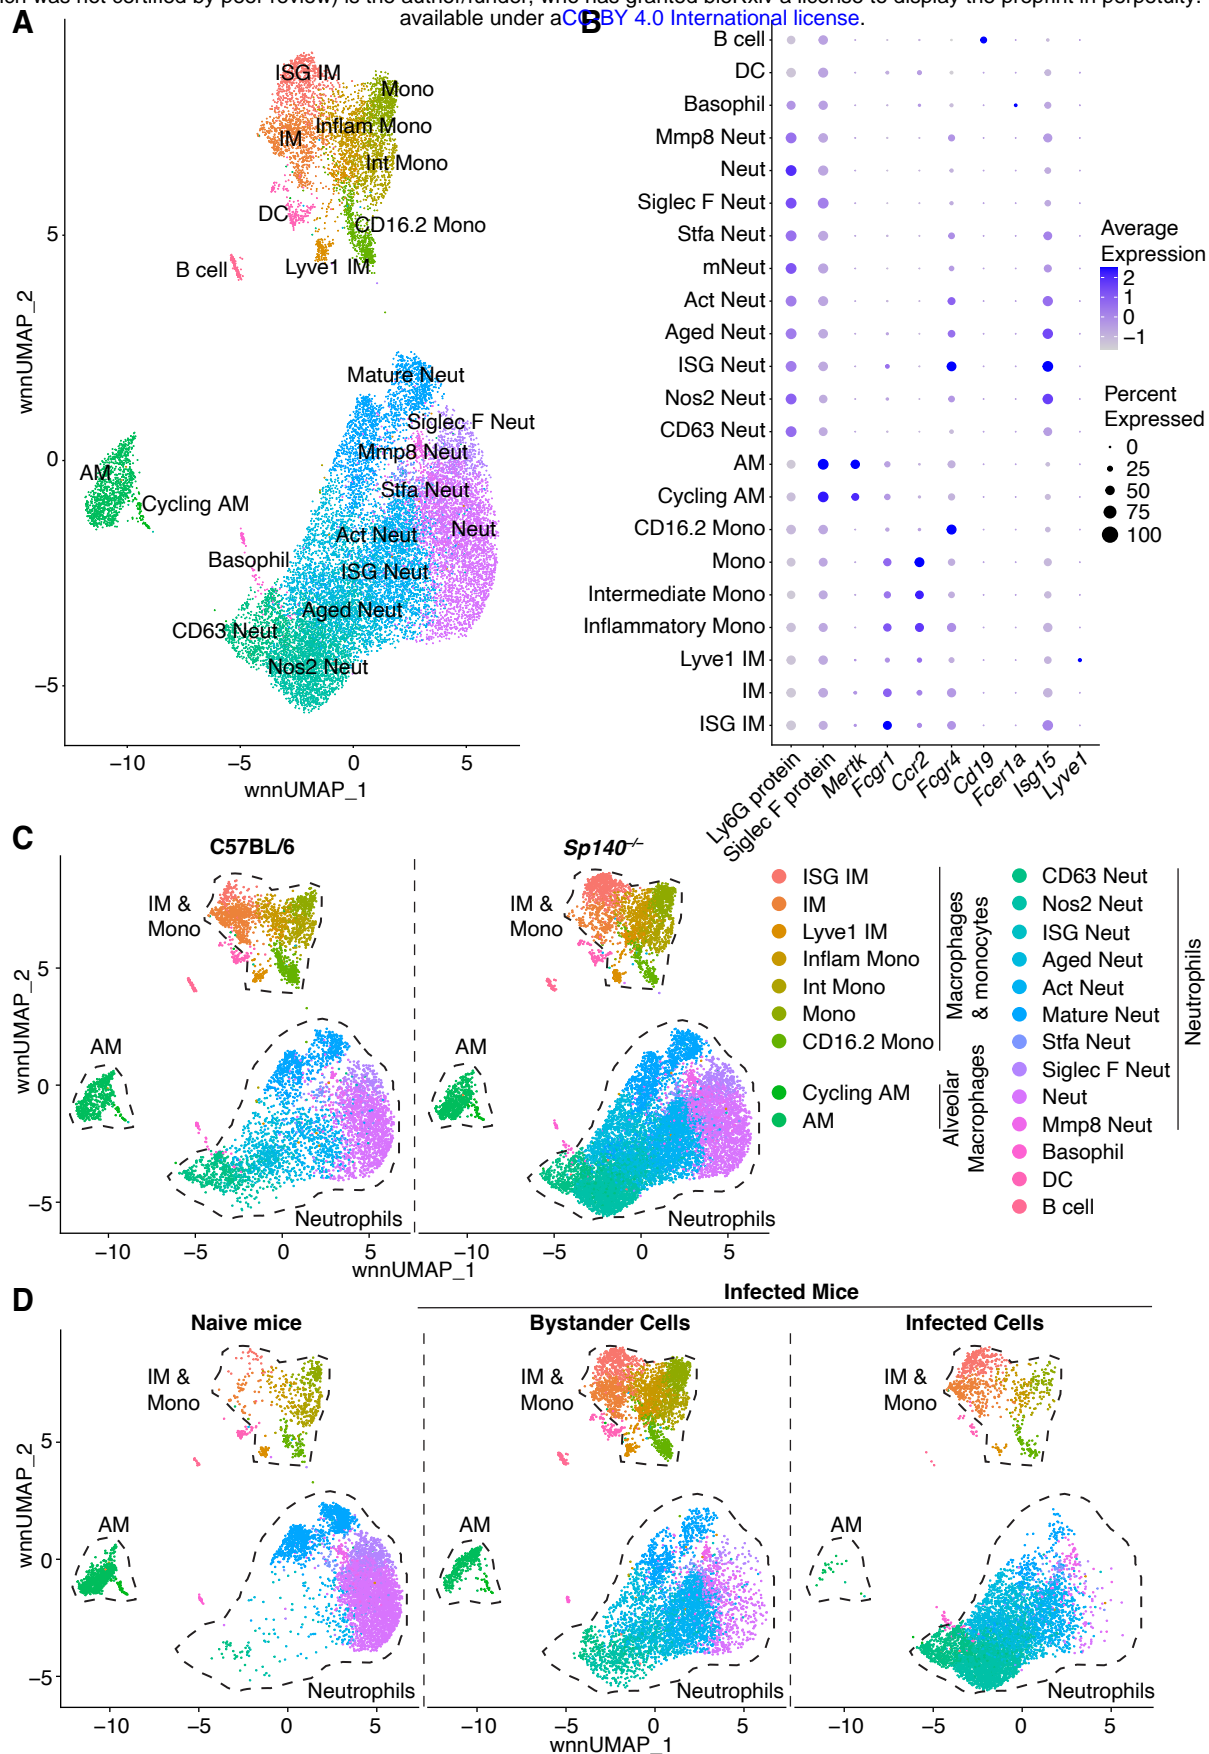 available under aCC-BY 4.0 International license.
A
ISG IM
Mono
Inflam Mono
IM
Int Mono
DC
CD16.2 Mono
B cell
Lyve1 IM
Mature Neut
Siglec F Neut
Mmp8 Neut
AM
Stfa Neut
Cycling AM
Neut
Act Neut
Basophil
ISG Neut
Aged Neut
CD63 Neut
Nos2 Neut
5
0
−5
wnnUMAP_2
−10
−5
0
5
wnnUMAP_1
B
B cell
DC
Basophil
Mmp8 Neut
Neut
Siglec F Neut
Stfa Neut
mNeut
Act Neut
Aged Neut
ISG Neut
Nos2 Neut
CD63 Neut
AM
Cycling AM
CD16.2 Mono
Mono
Intermediate Mono
Inflammatory Mono
Lyve1 IM
IM
ISG IM
Ly6G protein
Siglec F protein
Mertk
Fcgr1
Ccr2
Fcgr4
Cd19
Fcer1a
Isg15
Lyve1
Average
Expression
2
1
0
−1
Percent
Expressed
0
25
50
75
100
C
C57BL/6
Sp140–/–
IM &
Mono
AM
Neutrophils
IM &
Mono
AM
Neutrophils
5
0
−5
wnnUMAP_2
−10
−5
0
5
−10
−5
0
5
wnnUMAP_1
ISG IM
IM
Lyve1 IM
Inflam Mono
Int Mono
Mono
CD16.2 Mono
Cycling AM
AM
Macrophages
& monocytes
Alveolar
Macrophages
CD63 Neut
Nos2 Neut
ISG Neut
Aged Neut
Act Neut
Mature Neut
Stfa Neut
Siglec F Neut
Neut
Mmp8 Neut
Basophil
DC
B cell
Neutrophils
D
Infected Mice
Naive mice
Bystander Cells
Infected Cells
IM &
Mono
AM
Neutrophils
IM &
Mono
AM
Neutrophils
IM &
Mono
AM
Neutrophils
5
0
−5
wnnUMAP_2
−10
−5
0
5
−10
−5
0
5
−10
−5
0
5
wnnUMAP_1